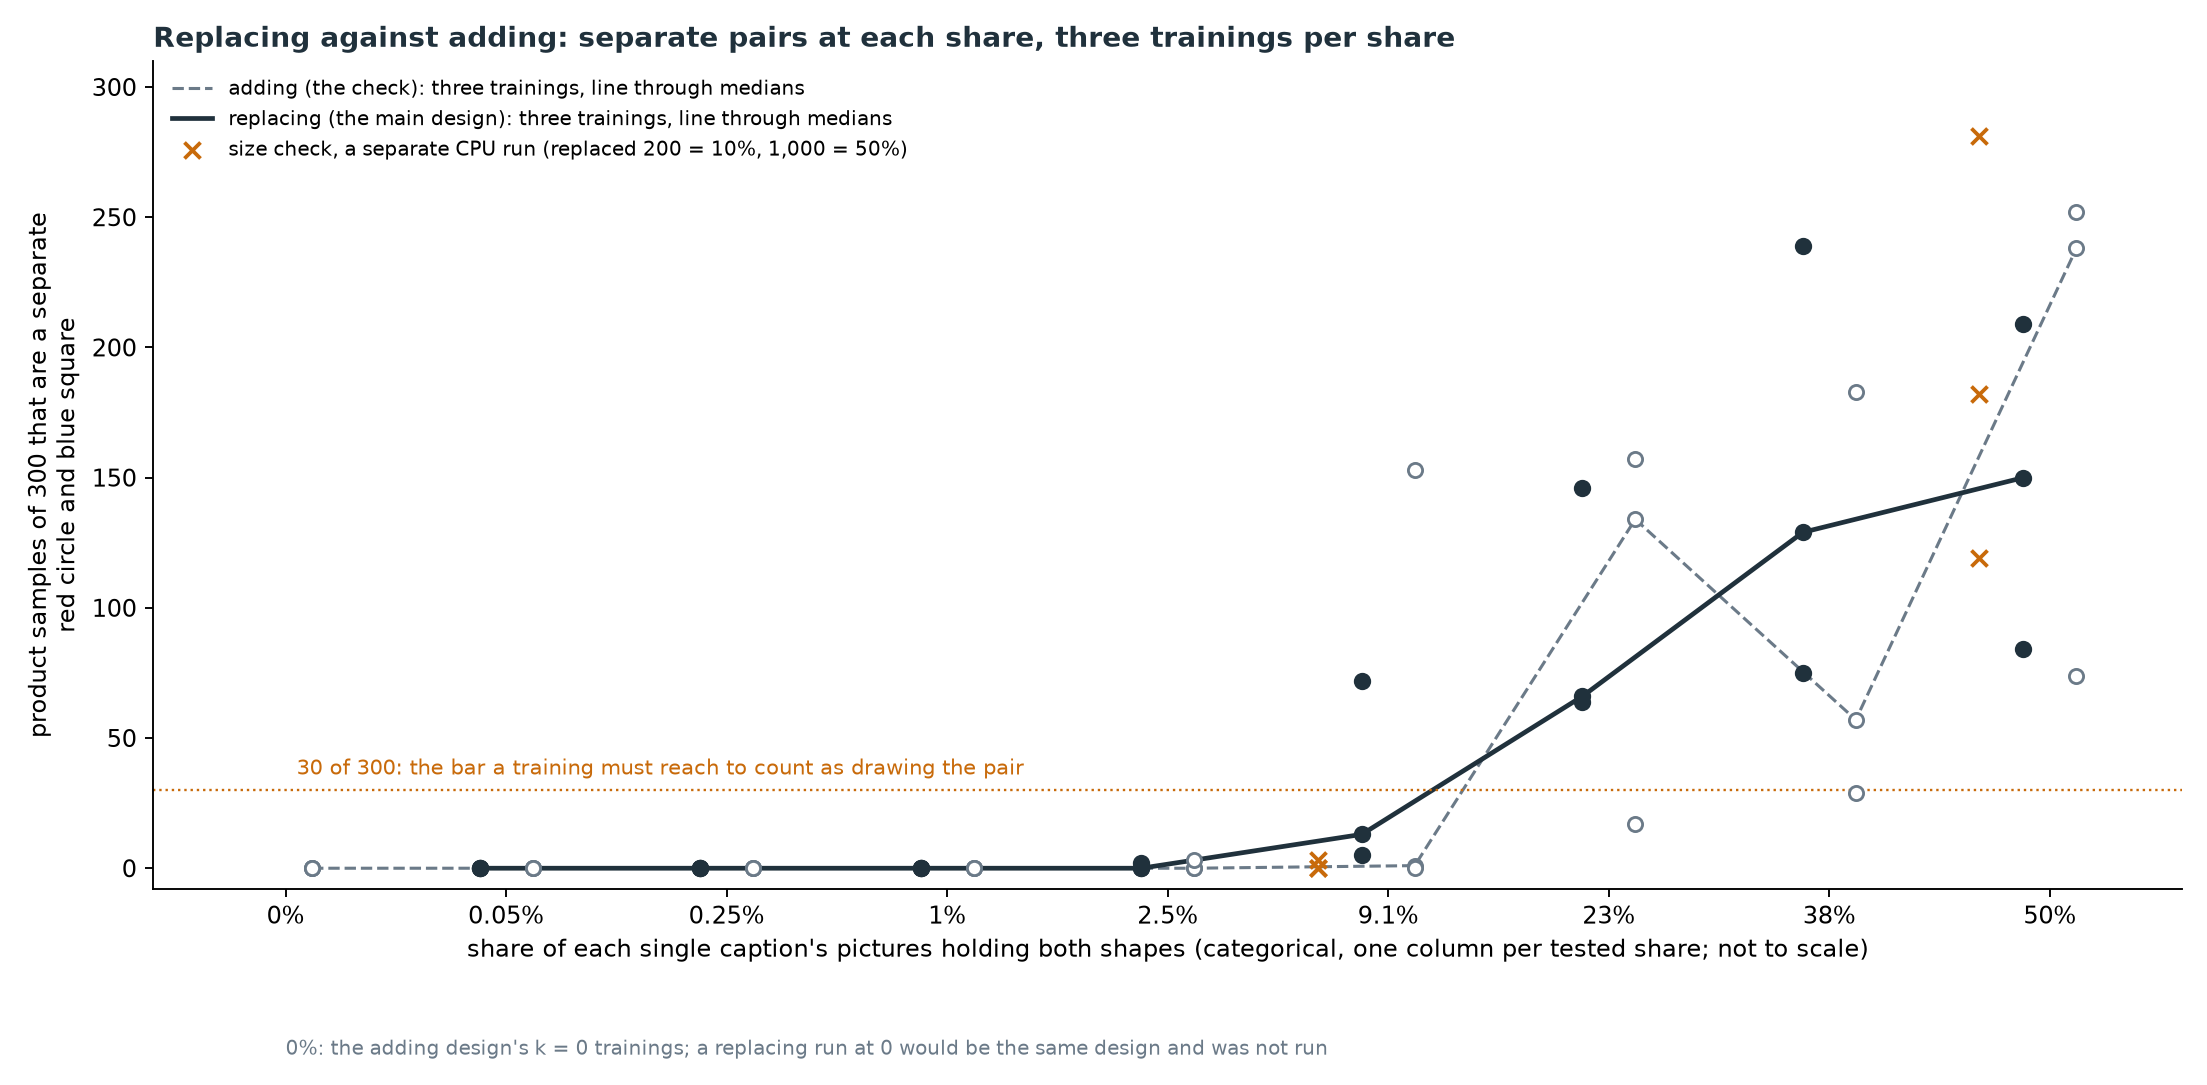 Replacing against adding: separate pairs at each share, three trainings per share
adding (the check): three trainings, line through medians
replacing (the main design): three trainings, line through medians
size check, a separate CPU run (replaced 200 = 10%, 1,000 = 50%)
product samples of 300 that are a separate
red circle and blue square
300
250
200
150
100
50
0
30 of 300: the bar a training must reach to count as drawing the pair
0%
0.05%
0.25%
1%
2.5%
9.1%
23%
38%
50%
share of each single caption's pictures holding both shapes (categorical, one column per tested share; not to scale)
0%: the adding design's k = 0 trainings; a replacing run at 0 would be the same design and was not run